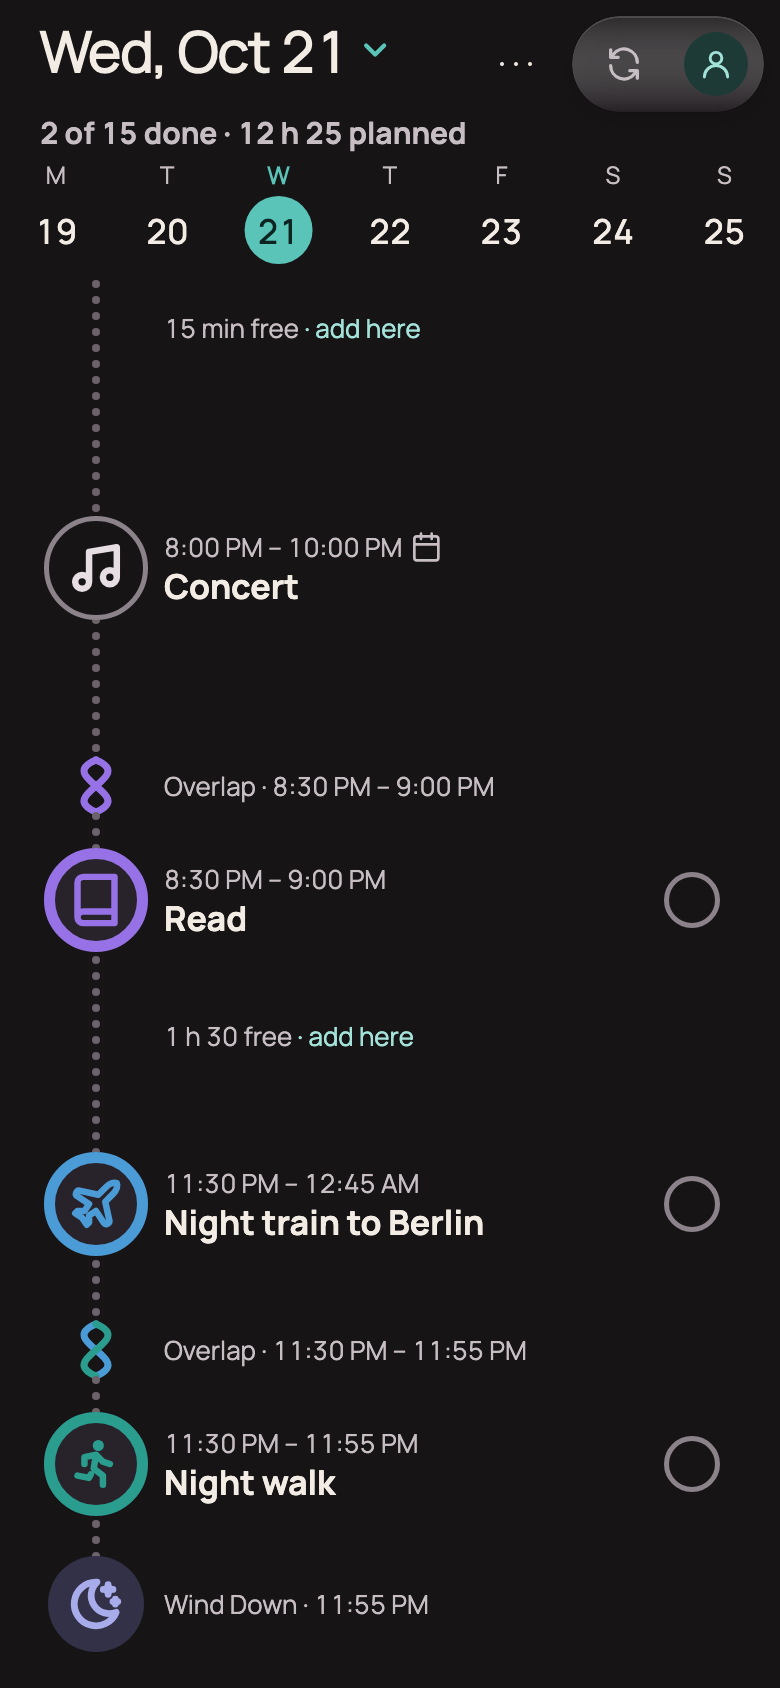 Wed, Oct 21
...
2 of 15 done · 12 h 25 planned
M T W T F S S
19 20 21 22 23 24 25
15 min free · add here
8:00 PM – 10:00 PM
Concert
Overlap · 8:30 PM – 9:00 PM
8:30 PM – 9:00 PM
Read
1 h 30 free · add here
11:30 PM – 12:45 AM
Night train to Berlin
Overlap · 11:30 PM – 11:55 PM
11:30 PM – 11:55 PM
Night walk
Wind Down · 11:55 PM